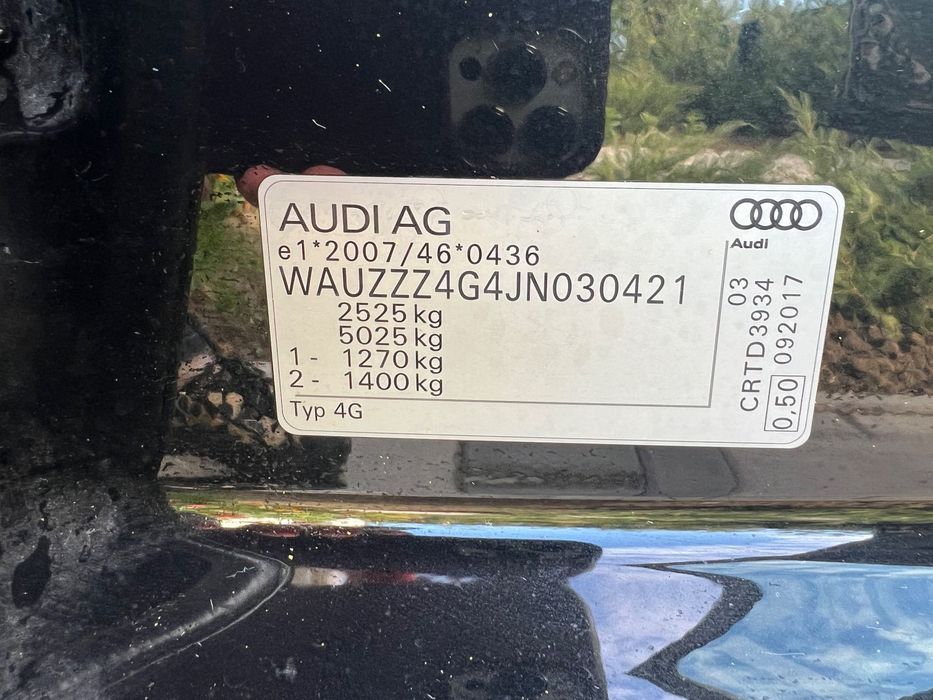 AUDI AG
e1*2007/46*0436
WAUZZZ4G4JN030421
2525 kg
5025 kg
1 - 1270 kg
2 - 1400 kg
Typ 4G
Audi
CRTD3934 03
0,50 092017